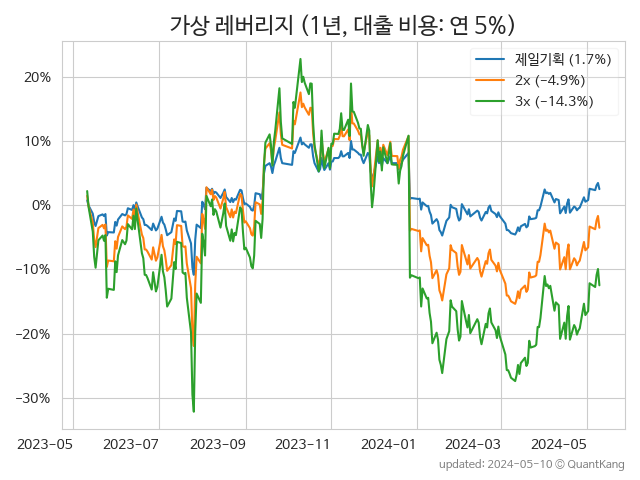 가상 레버리지 (1년, 대출 비용: 연 5%)
제일기획 (1.7%)
2x (−4.9%)
3x (−14.3%)
20%
10%
0%
−10%
−20%
−30%
2023-05 2023-07 2023-09 2023-11 2024-01 2024-03 2024-05
updated: 2024-05-10 © QuantKang